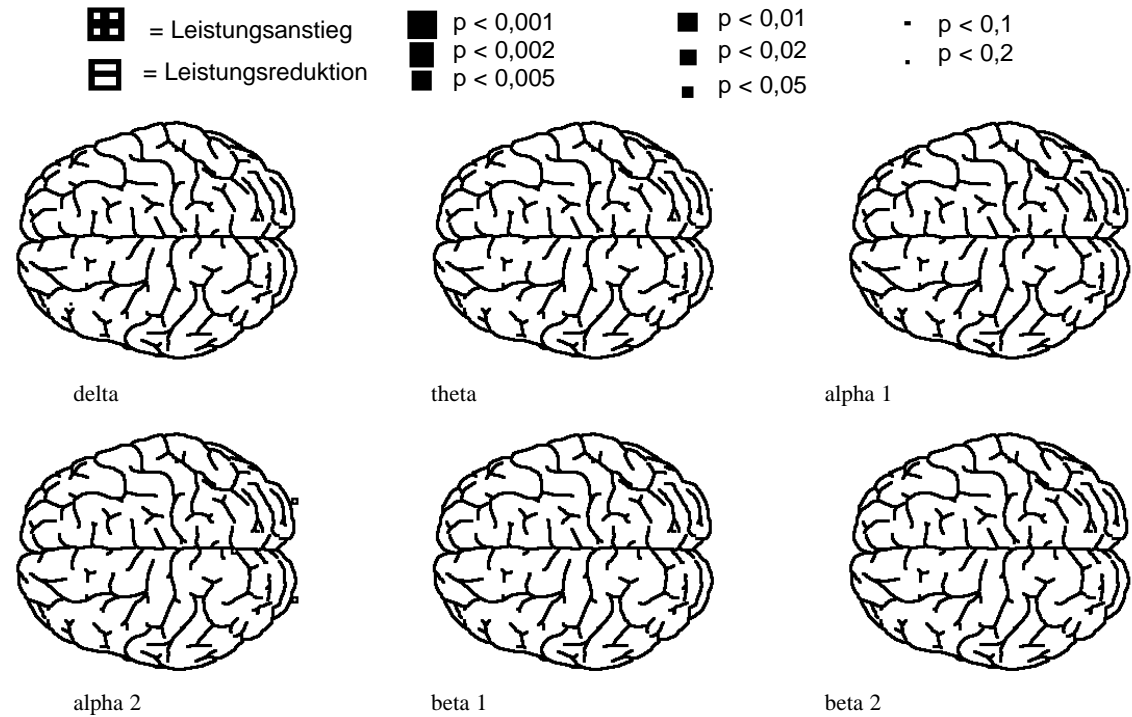 = Leistungsanstieg
= Leistungsreduktion
p < 0,001
p < 0,002
p < 0,005
p < 0,01
p < 0,02
p < 0,05
p < 0,1
p < 0,2
delta
theta
alpha 1
alpha 2
beta 1
beta 2